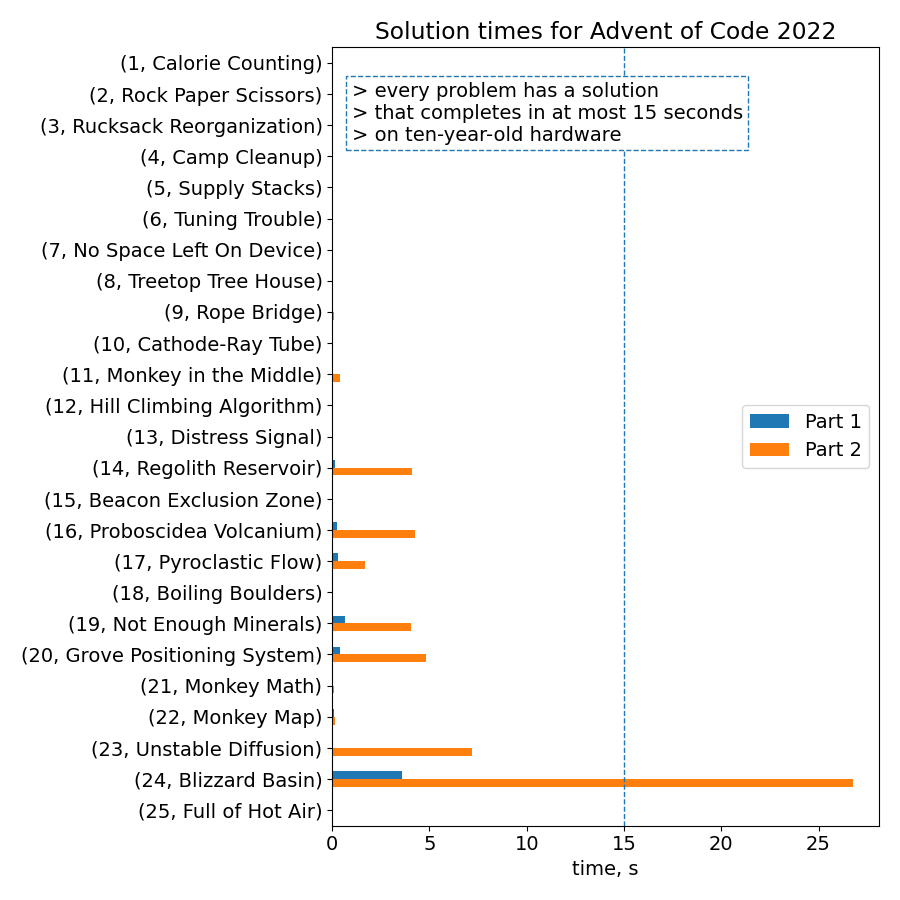 Solution times for Advent of Code 2022
(1, Calorie Counting)
(2, Rock Paper Scissors)
(3, Rucksack Reorganization)
(4, Camp Cleanup)
(5, Supply Stacks)
(6, Tuning Trouble)
(7, No Space Left On Device)
(8, Treetop Tree House)
(9, Rope Bridge)
(10, Cathode-Ray Tube)
(11, Monkey in the Middle)
(12, Hill Climbing Algorithm)
(13, Distress Signal)
(14, Regolith Reservoir)
(15, Beacon Exclusion Zone)
(16, Proboscidea Volcanium)
(17, Pyroclastic Flow)
(18, Boiling Boulders)
(19, Not Enough Minerals)
(20, Grove Positioning System)
(21, Monkey Math)
(22, Monkey Map)
(23, Unstable Diffusion)
(24, Blizzard Basin)
(25, Full of Hot Air)
> every problem has a solution
> that completes in at most 15 seconds
> on ten-year-old hardware
Part 1
Part 2
0 5 10 15 20 25
time, s